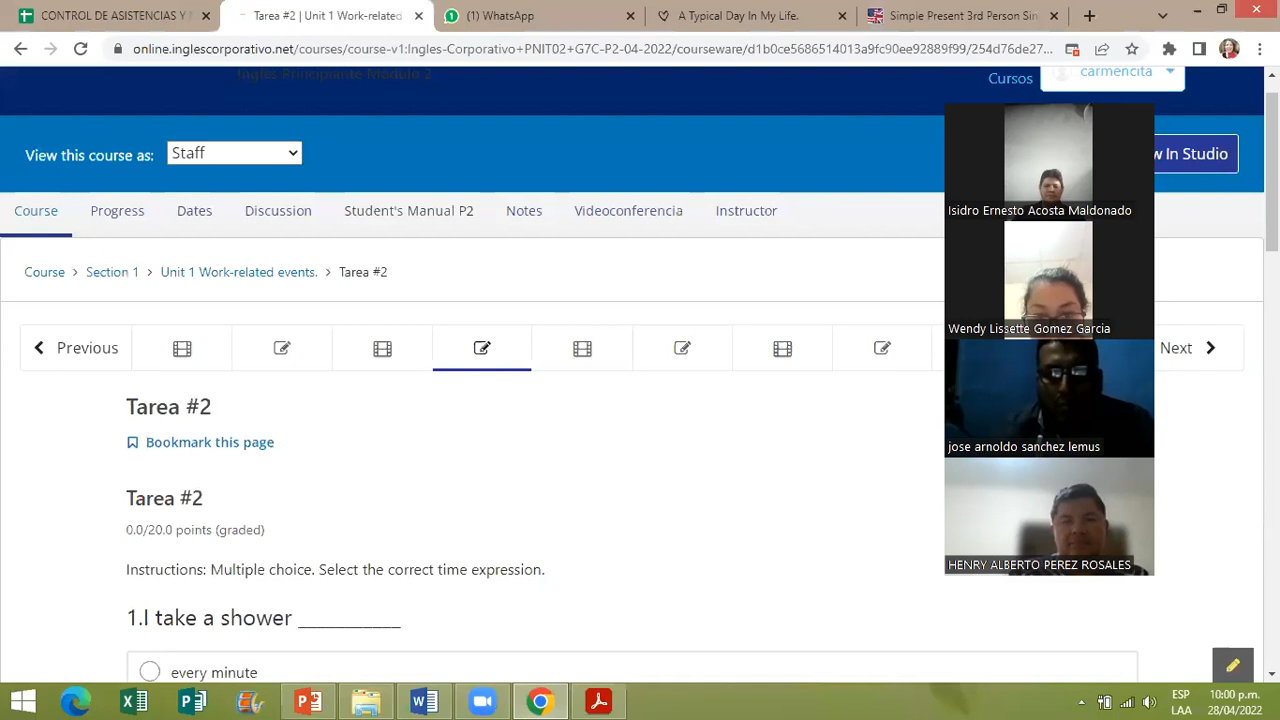 CONTROL DE ASISTENCIAS Y N
Tarea #2 | Unit 1 Work-related
(1) WhatsApp
A Typical Day In My Life.
Simple Present 3rd Person Sin
online.inglescorporativo.net/courses/course-v1:Ingles-Corporativo+PNIT02+G7C-P2-04-2022/courseware/d1b0ce5686514013a9fc90ee92889f99/254d76de27...
Inglés Principiante Módulo 2
Cursos
carmencita
View this course as:
Staff
w In Studio
Course
Progress
Dates
Discussion
Student's Manual P2
Notes
Videoconferencia
Instructor
Isidro Ernesto Acosta Maldonado
Course > Section 1 > Unit 1 Work-related events. > Tarea #2
Wendy Lissette Gomez Garcia
Previous
Next
Tarea #2
Bookmark this page
jose arnoldo sanchez lemus
Tarea #2
0.0/20.0 points (graded)
Instructions: Multiple choice. Select the correct time expression.
HENRY ALBERTO PEREZ ROSALES
1.I take a shower ___________
every minute
ESP
LAA
10:00 p.m.
28/04/2022